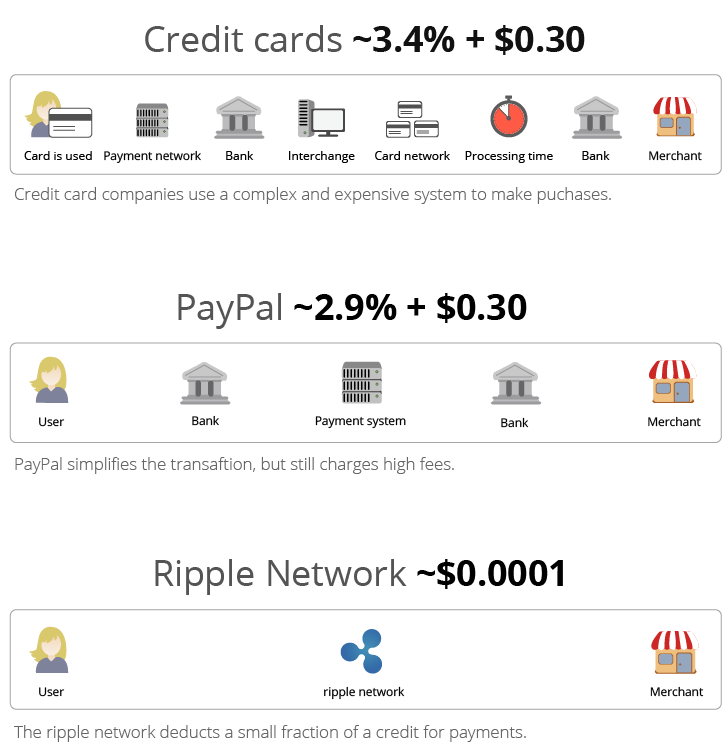 Credit cards ~3.4% + $0.30
Card is used Payment network Bank Interchange Card network Processing time Bank Merchant
Credit card companies use a complex and expensive system to make puchases.
PayPal ~2.9% + $0.30
User Bank Payment system Bank Merchant
PayPal simplifies the transaftion, but still charges high fees.
Ripple Network ~$0.0001
User ripple network Merchant
The ripple network deducts a small fraction of a credit for payments.